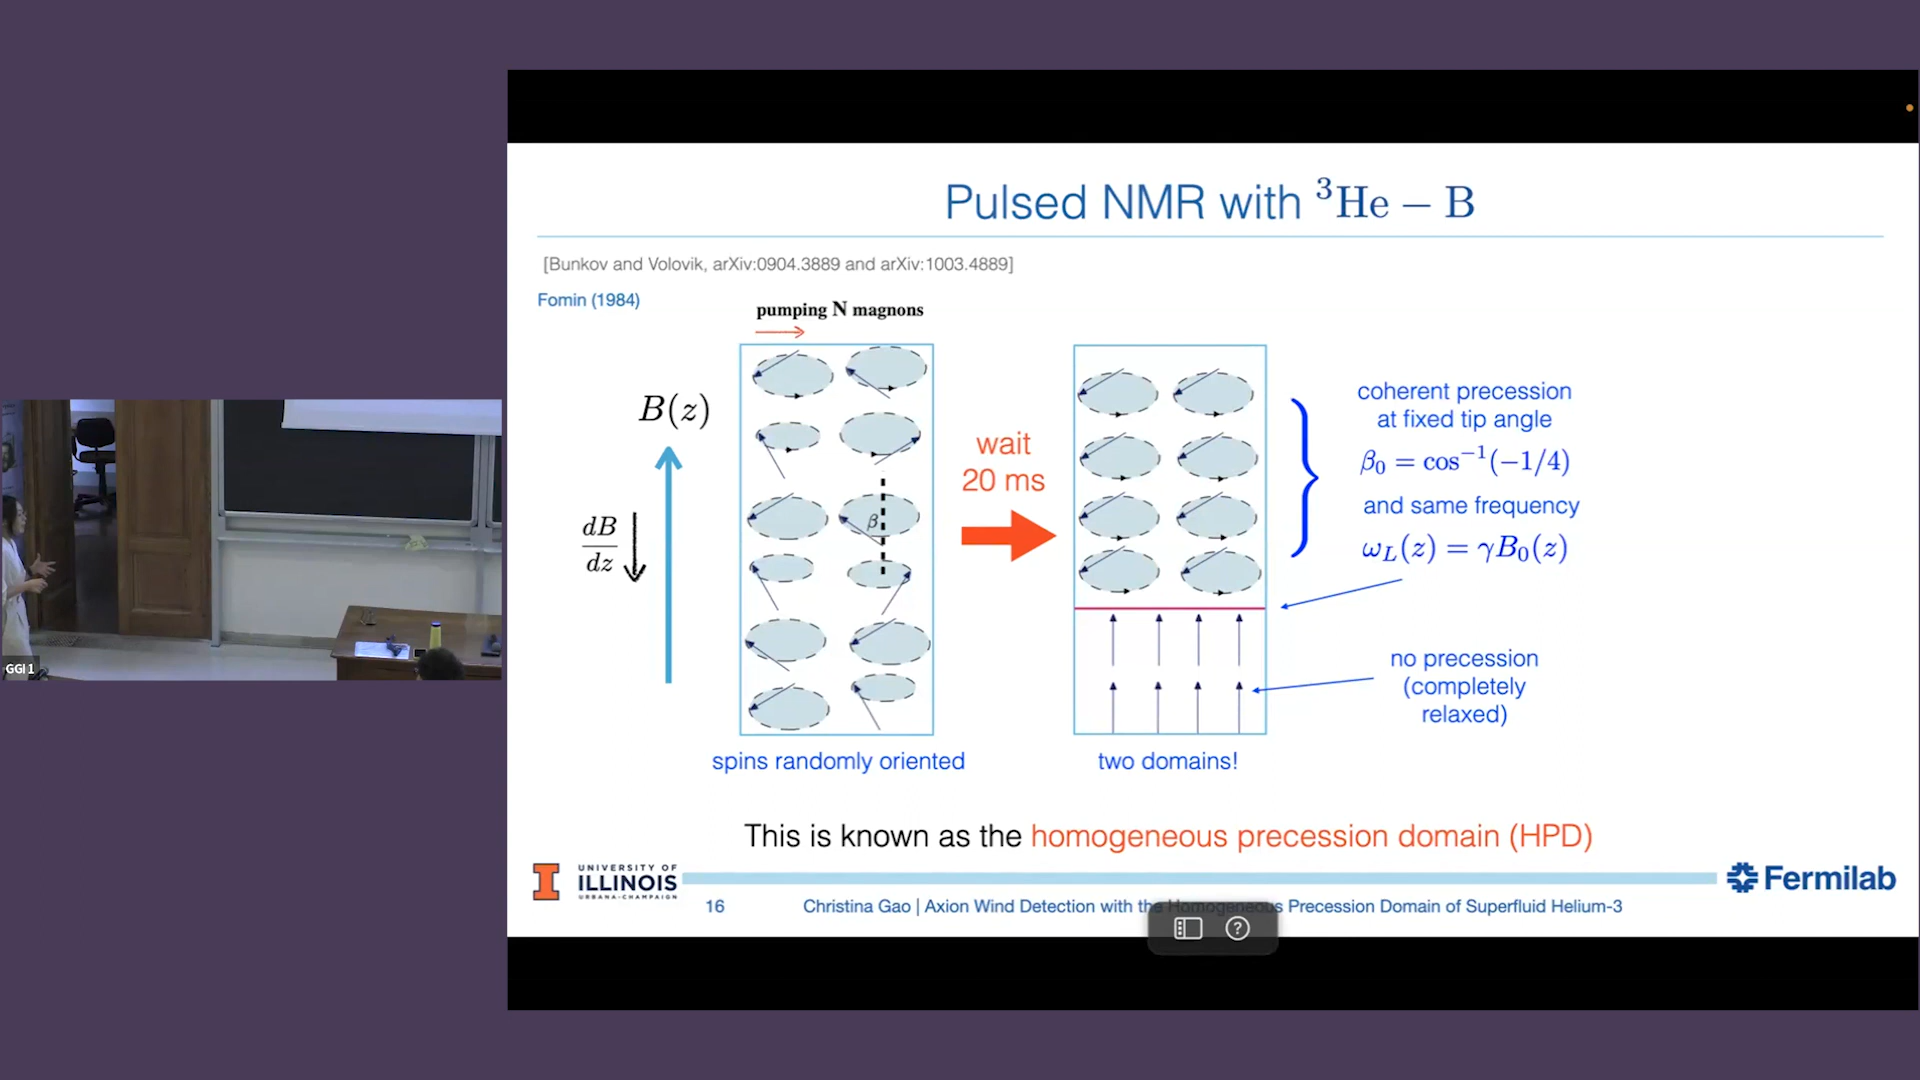 Pulsed NMR with ³He − B
[Bunkov and Volovik, arXiv:0904.3889 and arXiv:1003.4889]
Fomin (1984)
pumping N magnons
B(z)
dB
dz
β
spins randomly oriented
wait
20 ms
two domains!
coherent precession
at fixed tip angle
β₀ = cos⁻¹(−1/4)
and same frequency
ω_L(z) = γB₀(z)
no precession
(completely
relaxed)
This is known as the homogeneous precession domain (HPD)
UNIVERSITY OF
ILLINOIS
URBANA-CHAMPAIGN
Fermilab
16
Christina Gao | Axion Wind Detection with the Homogeneous Precession Domain of Superfluid Helium-3
?
GGI 1